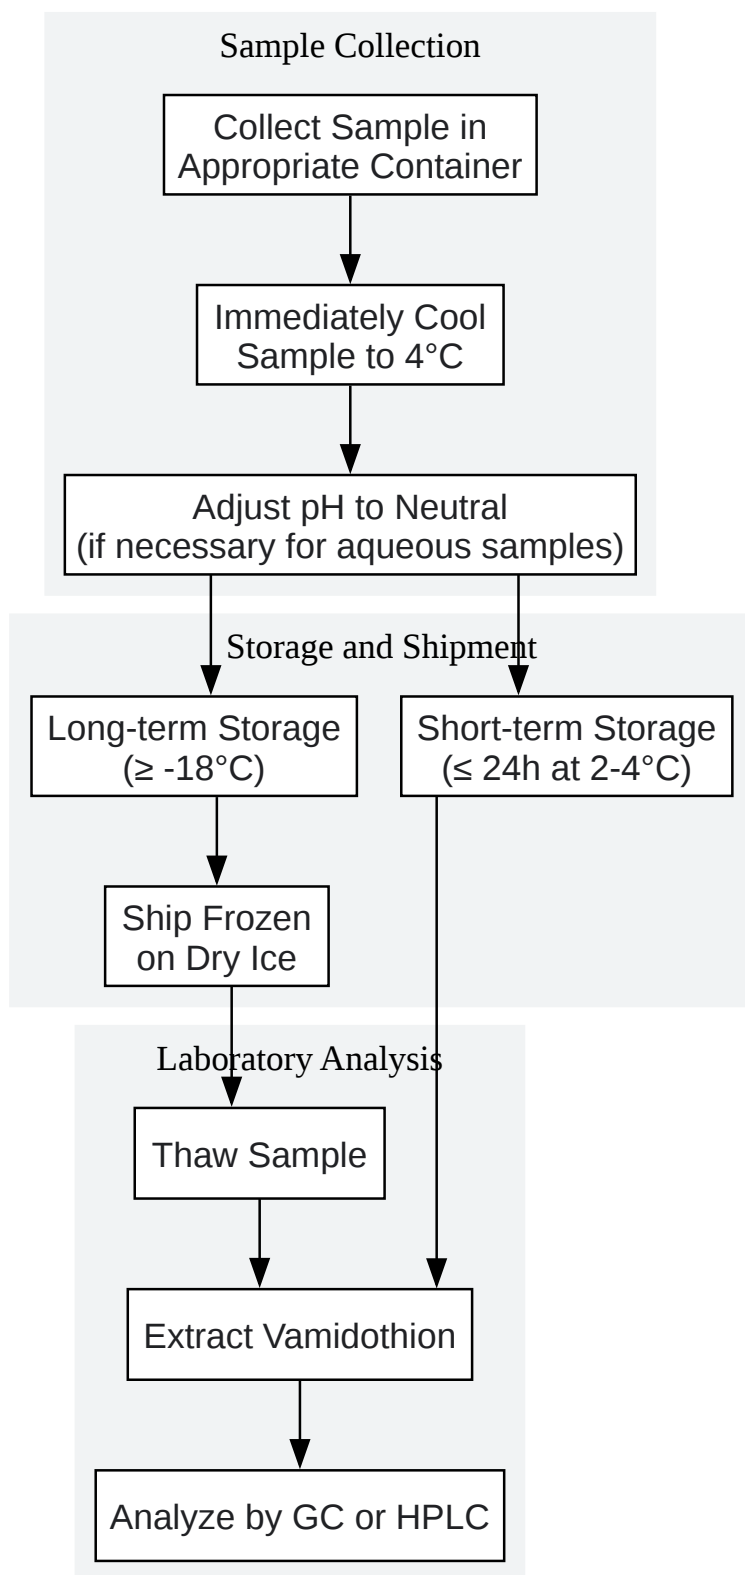 Sample Collection
Collect Sample in
Appropriate Container
Immediately Cool
Sample to 4°C
Adjust pH to Neutral
(if necessary for aqueous samples)
Storage and Shipment
Long-term Storage
(≥ -18°C)
Short-term Storage
(≤ 24h at 2-4°C)
Ship Frozen
on Dry Ice
Laboratory Analysis
Thaw Sample
Extract Vamidothion
Analyze by GC or HPLC